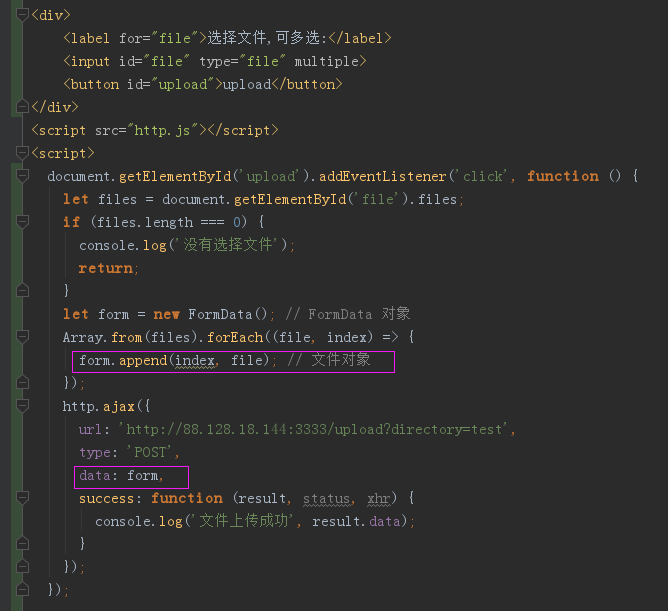 <div>
<label for="file">选择文件,可多选:</label>
<input id="file" type="file" multiple>
<button id="upload">upload</button>
</div>
<script src="http.js"></script>
<script>
document.getElementById('upload').addEventListener('click', function () {
let files = document.getElementById('file').files;
if (files.length === 0) {
console.log('没有选择文件');
return;
}
let form = new FormData(); // FormData 对象
Array.from(files).forEach((file, index) => {
form.append(index, file); // 文件对象
});
http.ajax({
url: 'http://88.128.18.144:3333/upload?directory=test',
type: 'POST',
data: form,
success: function (result, status, xhr) {
console.log('文件上传成功', result.data);
}
});
});